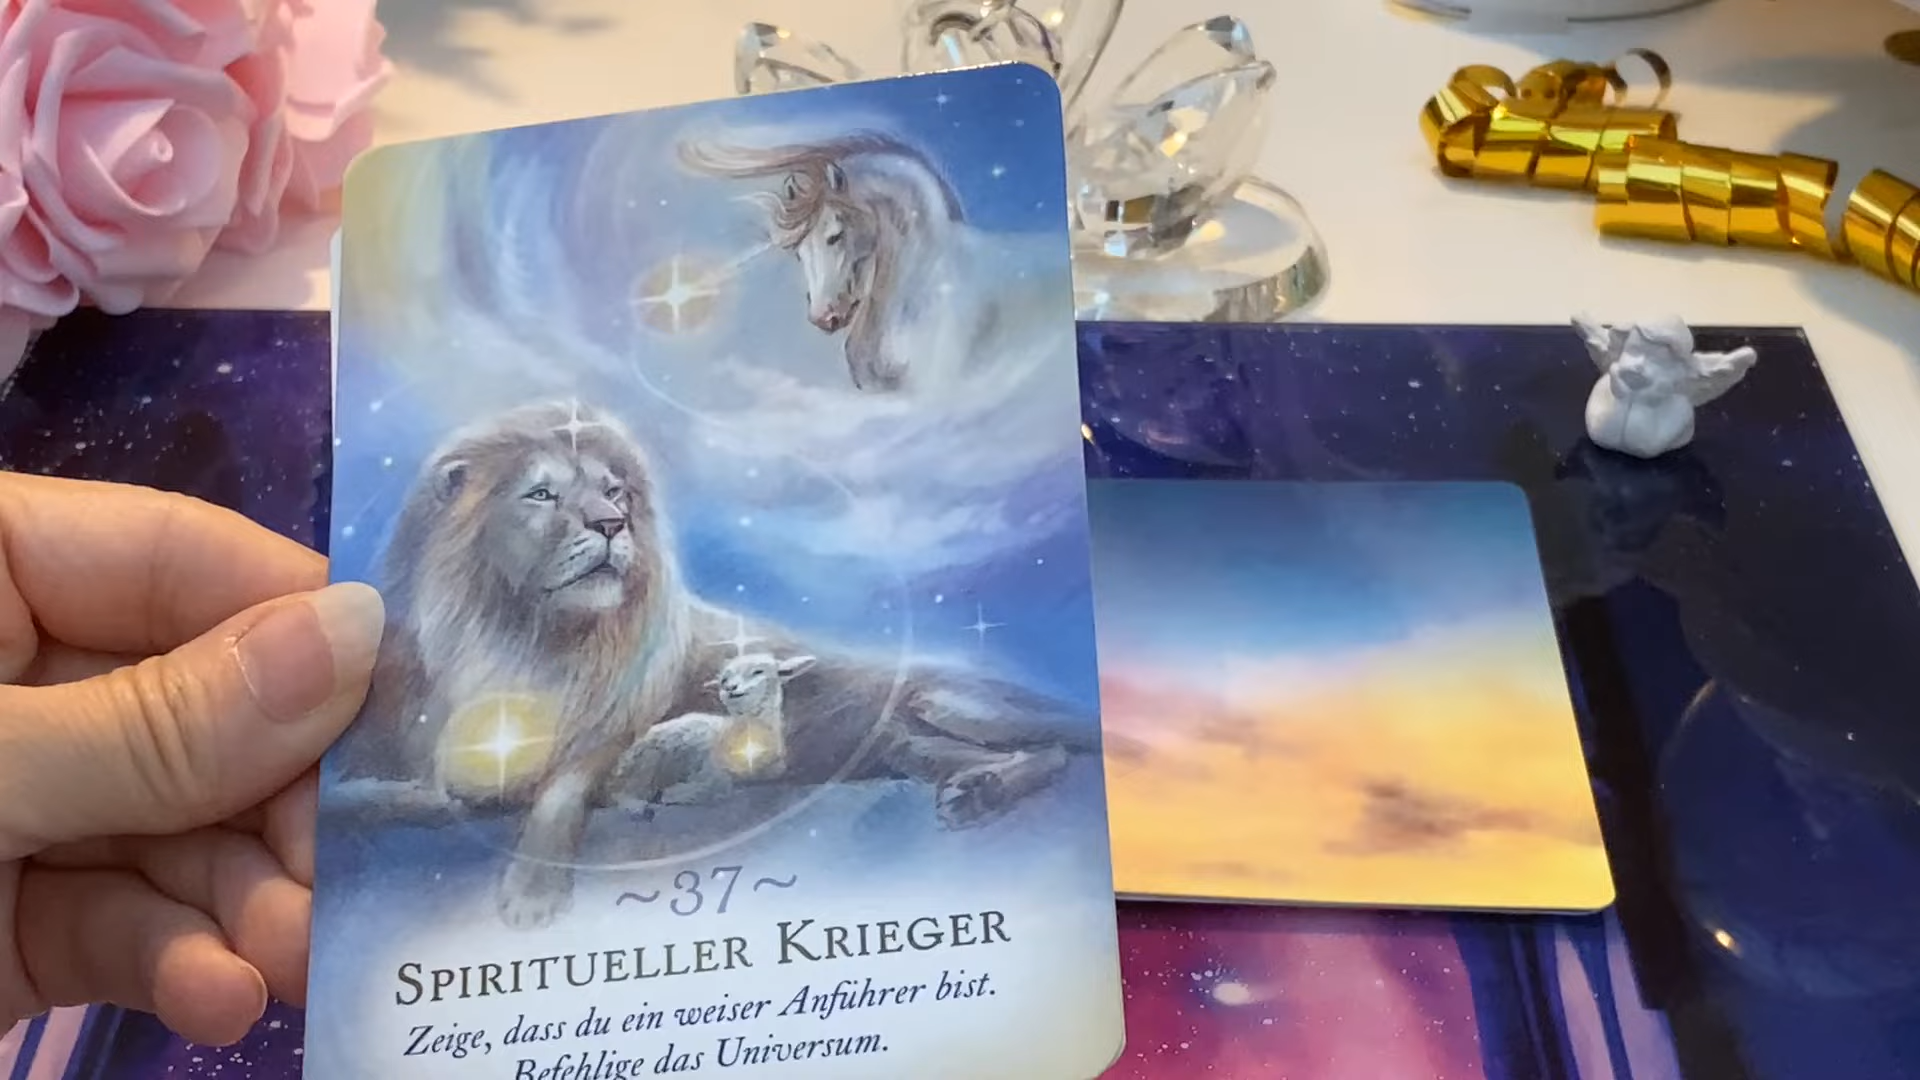 ~37~
SPIRITUELLER KRIEGER
Zeige, dass du ein weiser Anführer bist.
Befehlige das Universum.